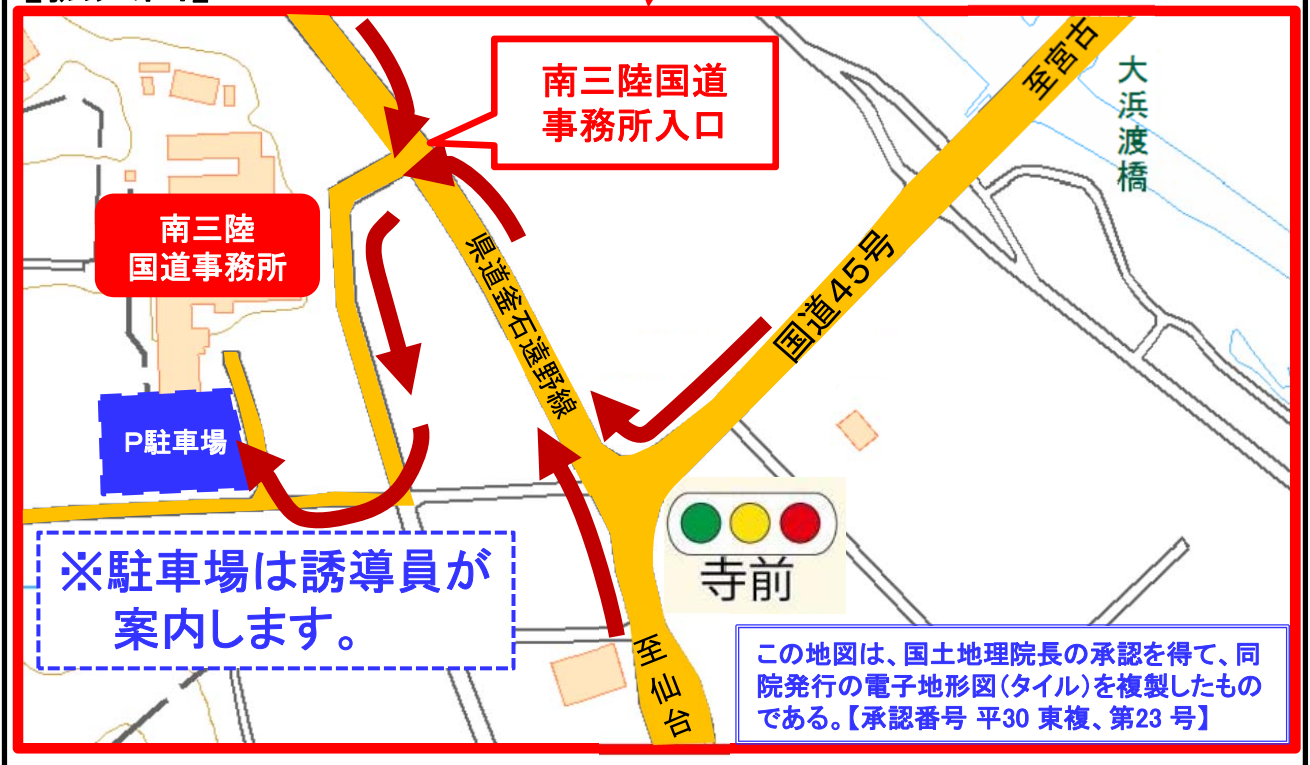 南三陸国道
事務所入口
至宮古
大浜渡橋
南三陸
国道事務所
県道釜石遠野線
国道45号
P駐車場
寺前
※駐車場は誘導員が
案内します。
至仙台
この地図は、国土地理院長の承認を得て、同
院発行の電子地形図(タイル)を複製したもの
である。【承認番号 平30 東複、第23 号】